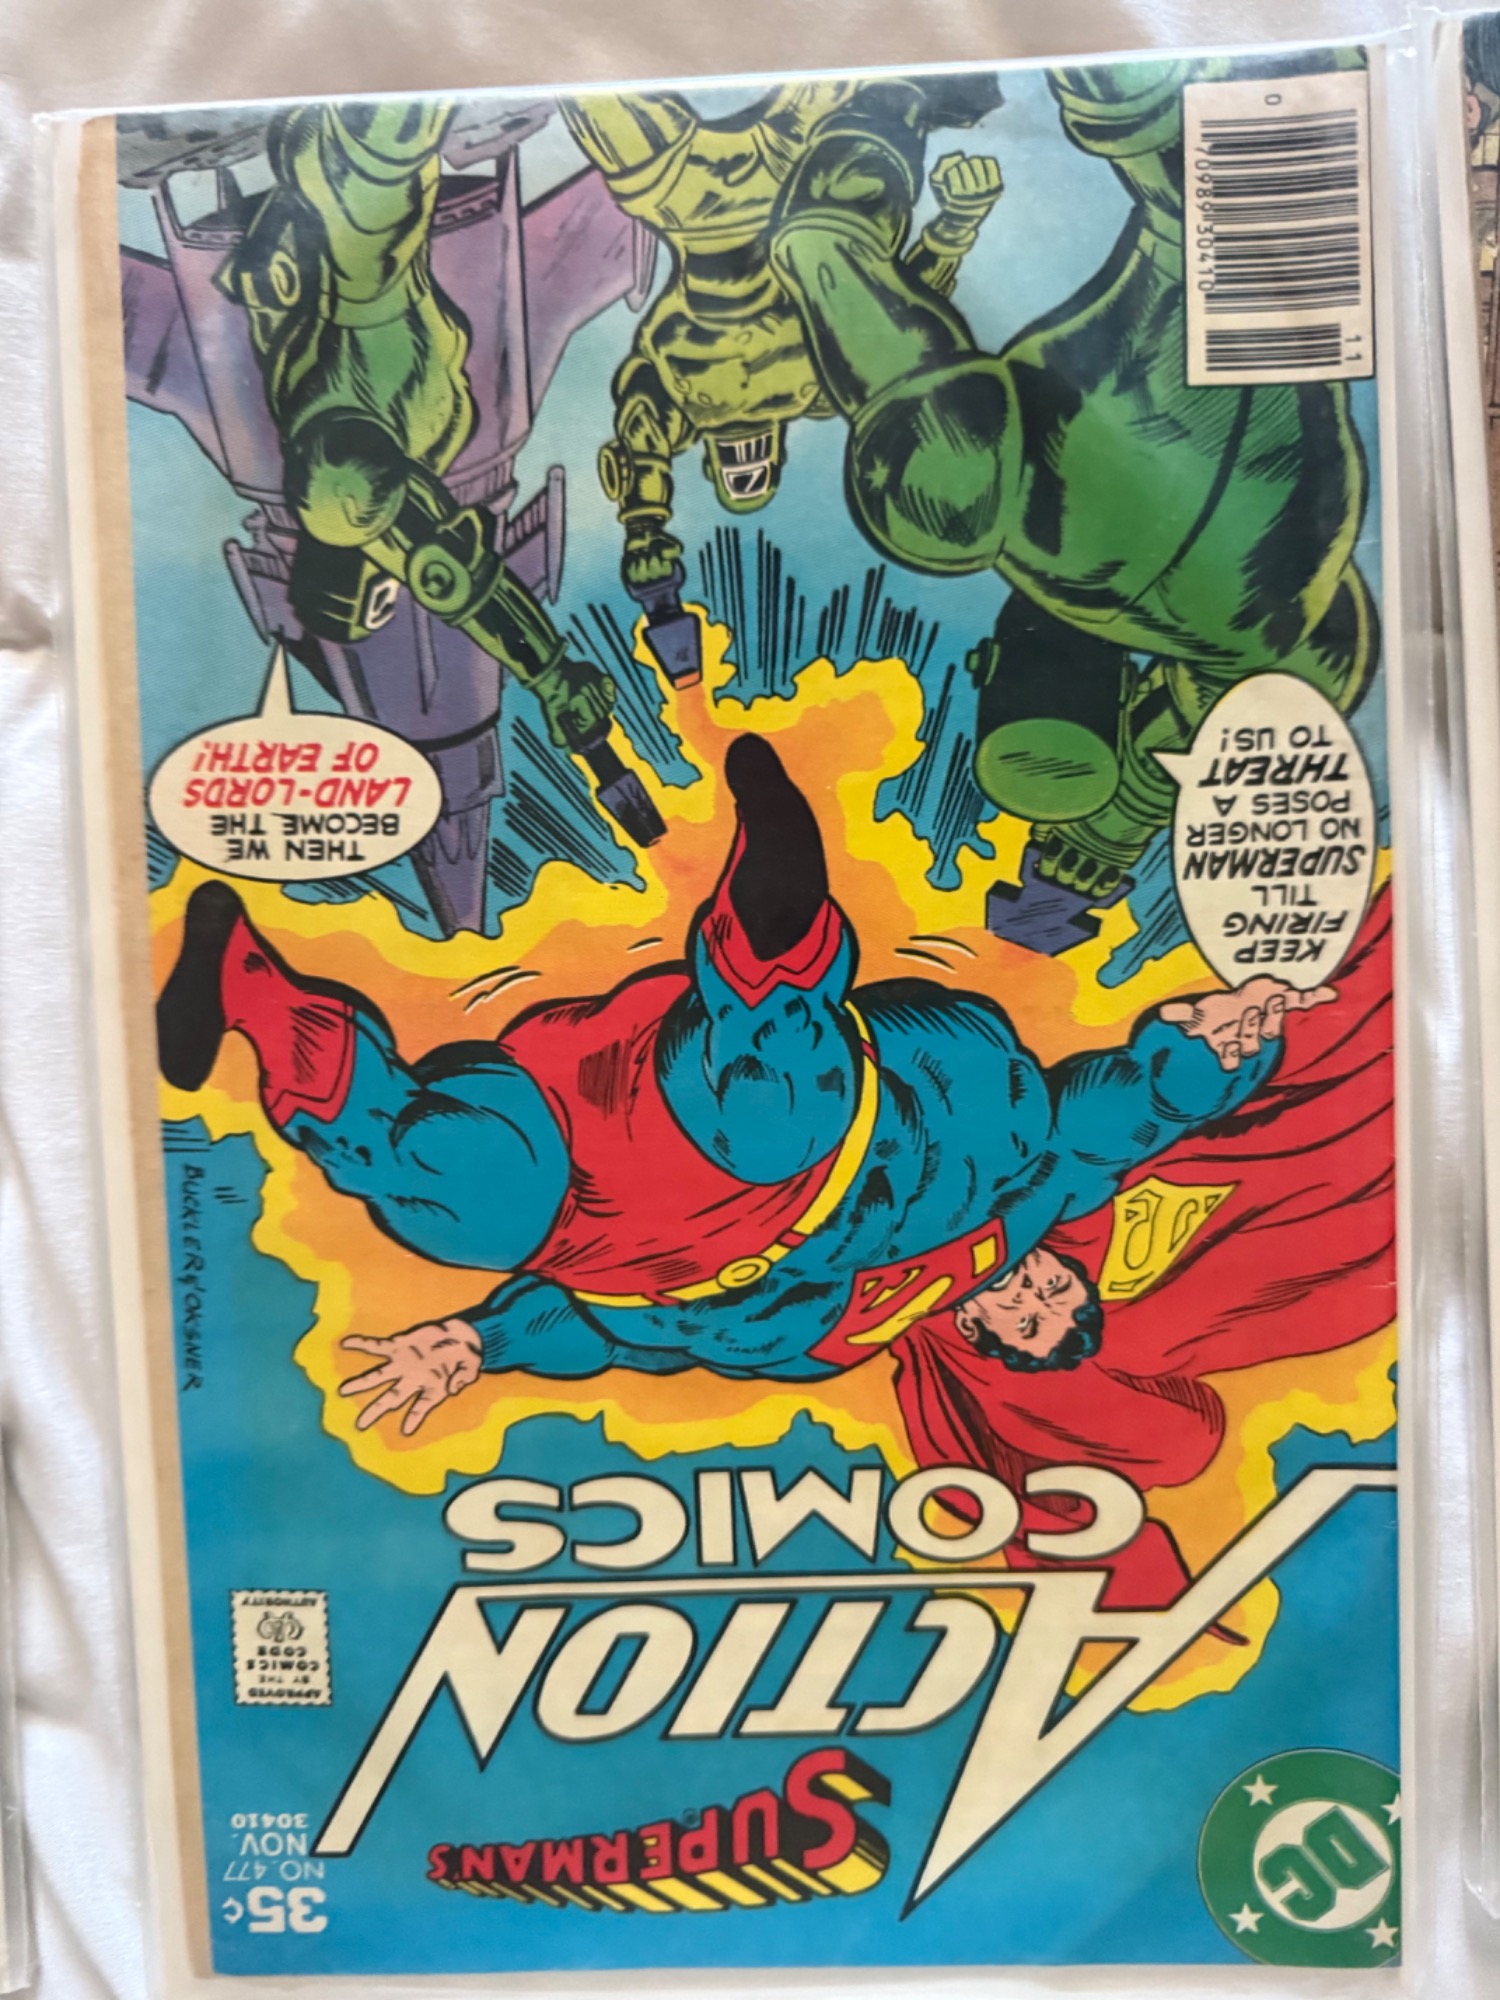 DC
35¢
NO. 477
NOV.
30410
SUPERMAN'S
ACTION
COMICS
APPROVED
BY THE
COMICS
CODE
CA
AUTHORITY
BUCKLER & OKSNER
KEEP
FIRING
TILL
SUPERMAN
NO LONGER
POSES A
THREAT
TO US!
THEN WE
BECOME THE
LAND-LORDS
OF EARTH!
11
0 70989 30410